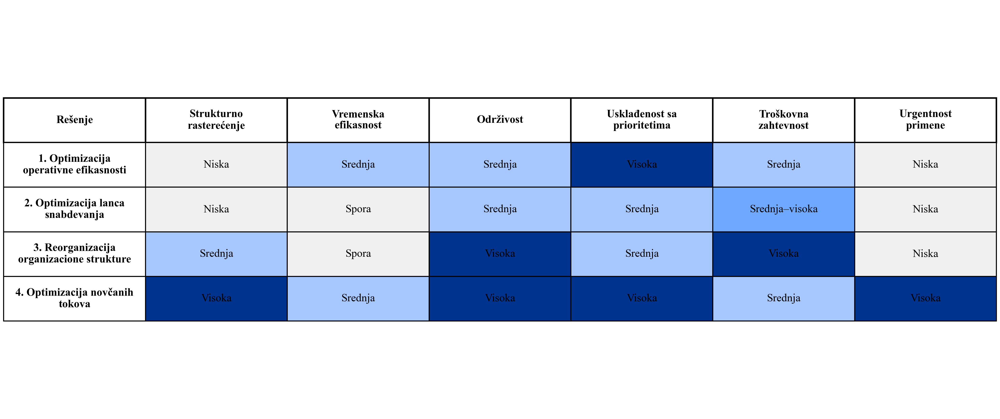 Rešenje
Strukturno
rasterećenje
Vremenska
efikasnost
Održivost
Usklađenost sa
prioritetima
Troškovna
zahtevnost
Urgentnost
primene
1. Optimizacija
operativne efikasnosti
Niska
Srednja
Srednja
Visoka
Srednja
Niska
2. Optimizacija lanca
snabdevanja
Niska
Spora
Srednja
Srednja
Srednja–visoka
Niska
3. Reorganizacija
organizacione strukture
Srednja
Spora
Visoka
Srednja
Visoka
Niska
4. Optimizacija novčanih
tokova
Visoka
Srednja
Visoka
Visoka
Srednja
Visoka